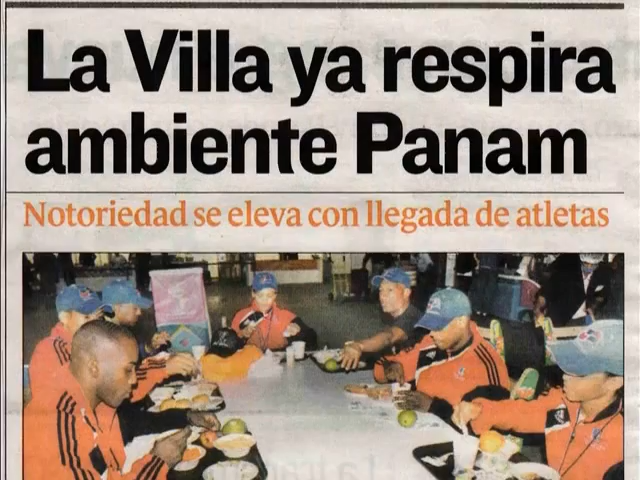 La Villa ya respira
ambiente Panam
Notoriedad se eleva con llegada de atletas